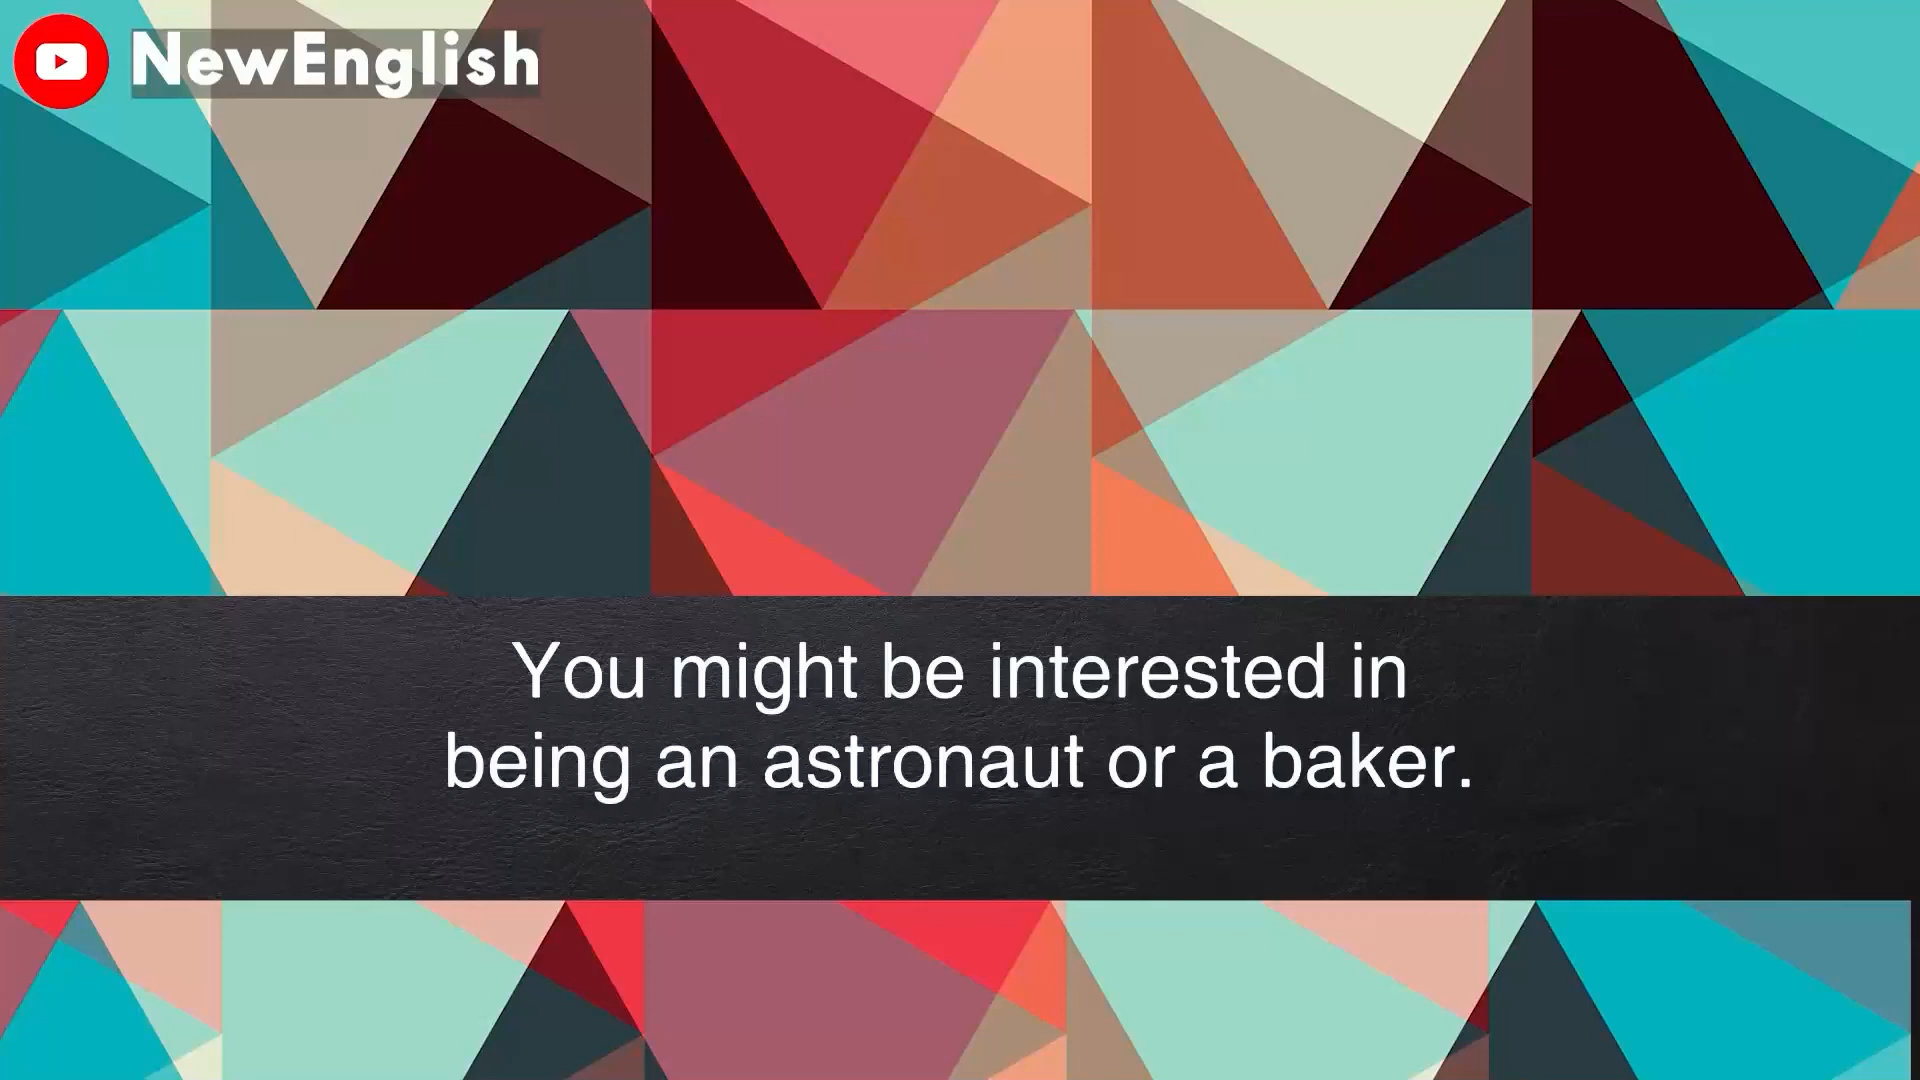 NewEnglish
You might be interested in
being an astronaut or a baker.